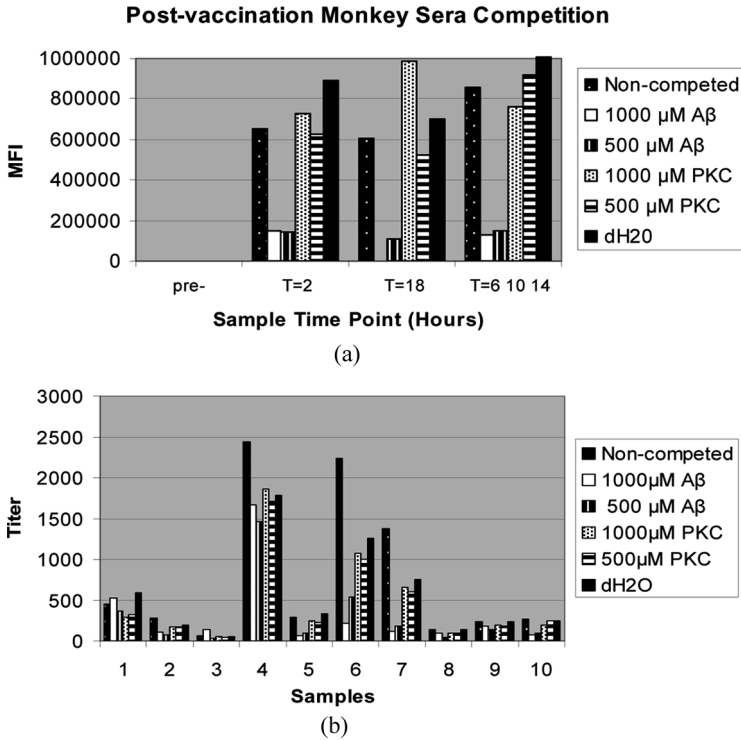 Post-vaccination Monkey Sera Competition
1000000
800000
600000
400000
200000
0
MFI
pre-
T=2
T=18
T=6 10 14
Sample Time Point (Hours)
Non-competed
1000 µM Aβ
500 µM Aβ
1000 µM PKC
500 µM PKC
dH20
(a)
3000
2500
2000
1500
1000
500
0
Titer
1 2 3 4 5 6 7 8 9 10
Samples
Non-competed
1000µM Aβ
500 µM Aβ
1000µM PKC
500µM PKC
dH2O
(b)